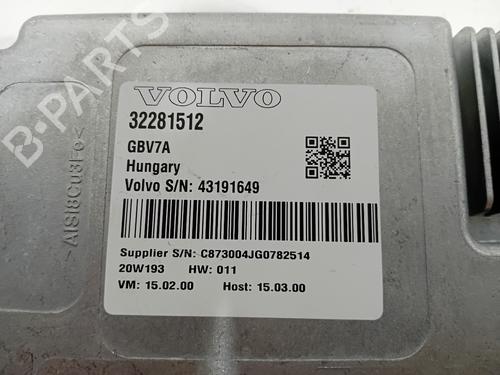 VOLVO
32281512
GBV7A
Hungary
Volvo S/N: 43191649
Supplier S/N: C873004JG0782514
20W193 HW: 011
VM: 15.02.00 Host: 15.03.00
>AlSi8Cu3Fe<
B-PARTS